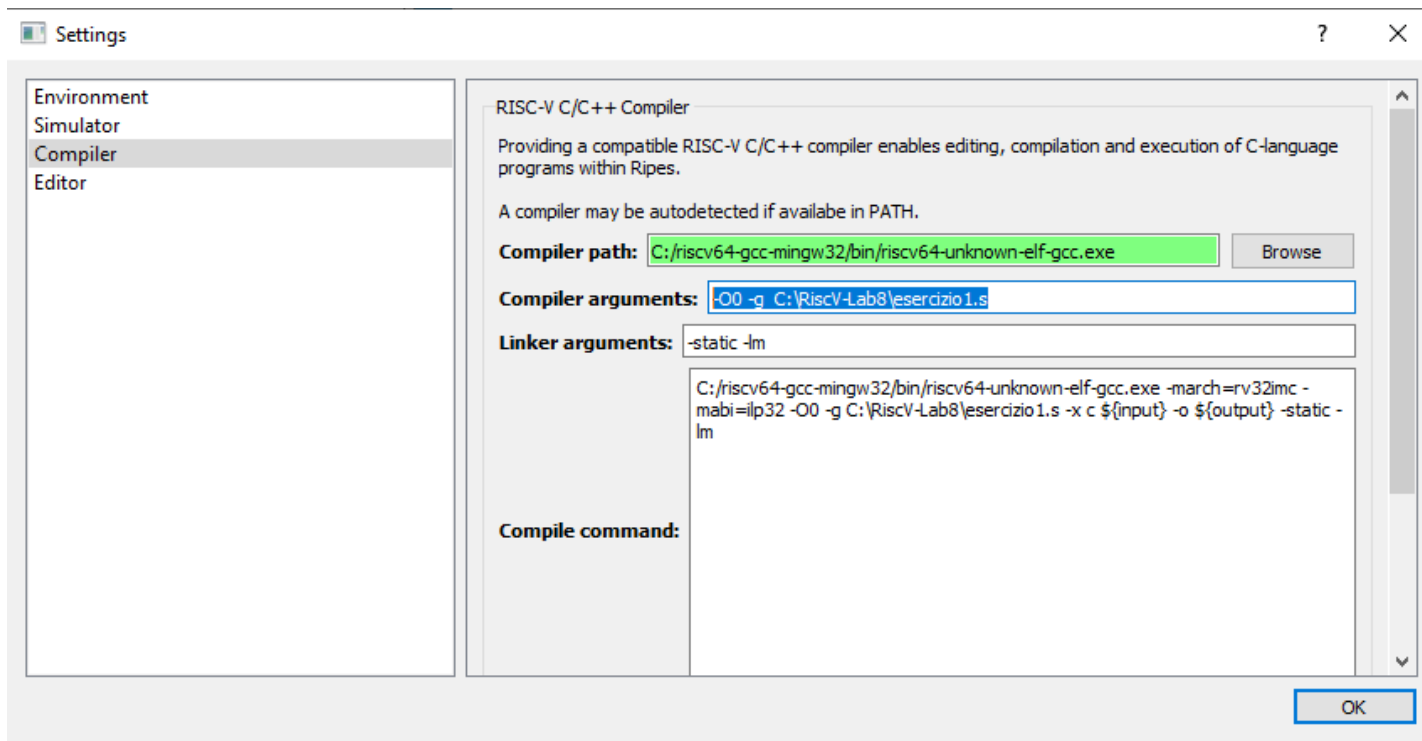 Settings
?
Environment
Simulator
Compiler
Editor
RISC-V C/C++ Compiler
Providing a compatible RISC-V C/C++ compiler enables editing, compilation and execution of C-language
programs within Ripes.
A compiler may be autodetected if availabe in PATH.
Compiler path: C:/riscv64-gcc-mingw32/bin/riscv64-unknown-elf-gcc.exe Browse
Compiler arguments: -O0 -g C:\RiscV-Lab8\esercizio1.s
Linker arguments: -static -lm
C:/riscv64-gcc-mingw32/bin/riscv64-unknown-elf-gcc.exe -march=rv32imc -
mabi=ilp32 -O0 -g C:\RiscV-Lab8\esercizio1.s -x c ${input} -o ${output} -static -
lm
Compile command:
OK